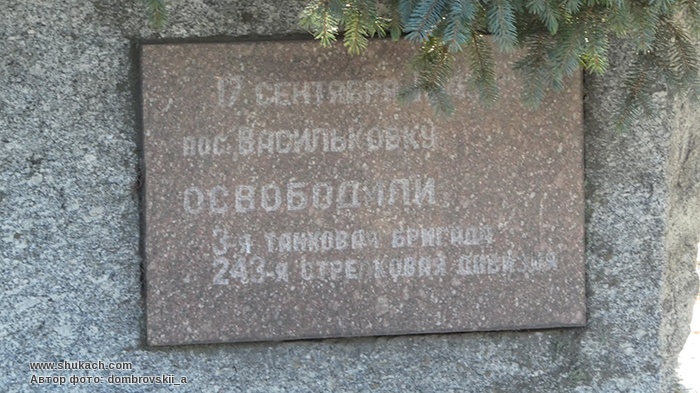 17 СЕНТЯБРЯ
пос. ВАСИЛЬКОВКУ
ОСВОБОДИЛИ:
3-я ТАНКОВАЯ БРИГАДА
243-я СТРЕЛКОВАЯ ДИВИЗИЯ
www.shukach.com
Автор фото: dombrovskii_a